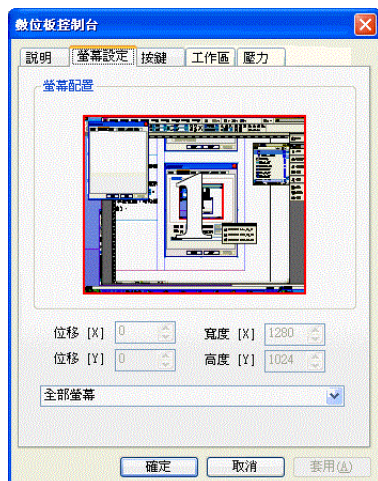 數位板控制台
說明 螢幕設定 按鍵 工作區 壓力
螢幕配置
1
位移 [X] 0 寬度 [X] 1280
位移 [Y] 0 高度 [Y] 1024
全部螢幕
確定 取消 套用(A)